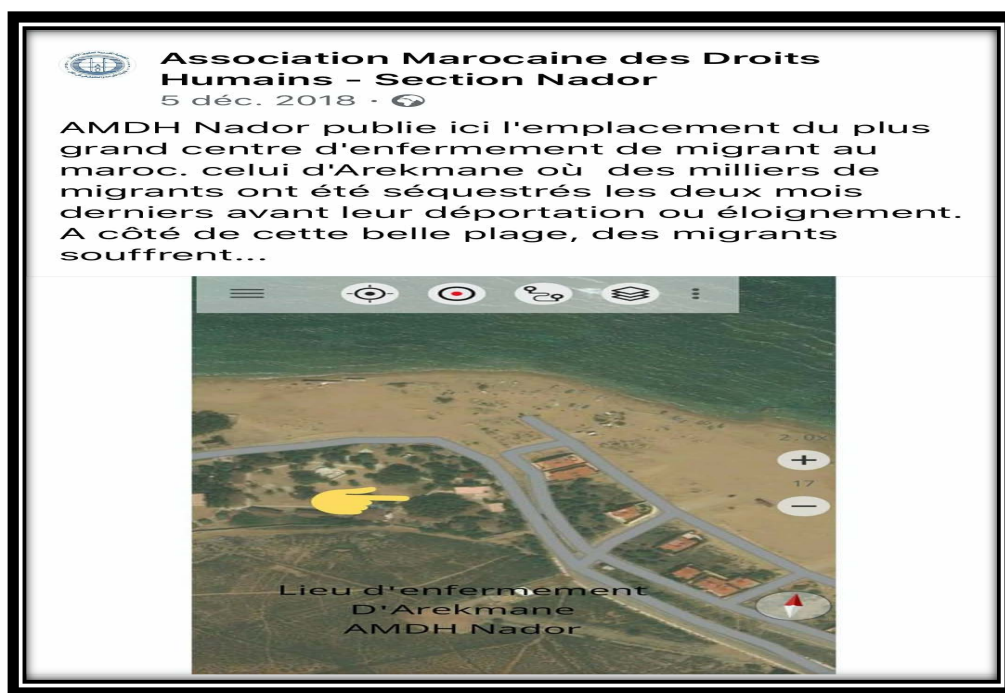 Association Marocaine des Droits
Humains - Section Nador
5 déc. 2018 ·
AMDH Nador publie ici l'emplacement du plus
grand centre d'enfermement de migrant au
maroc. celui d'Arekmane où des milliers de
migrants ont été séquestrés les deux mois
derniers avant leur déportation ou éloignement.
A côté de cette belle plage, des migrants
souffrent...
2.0x
+
17
−
Lieu d'enfermement
D'Arekmane
AMDH Nador